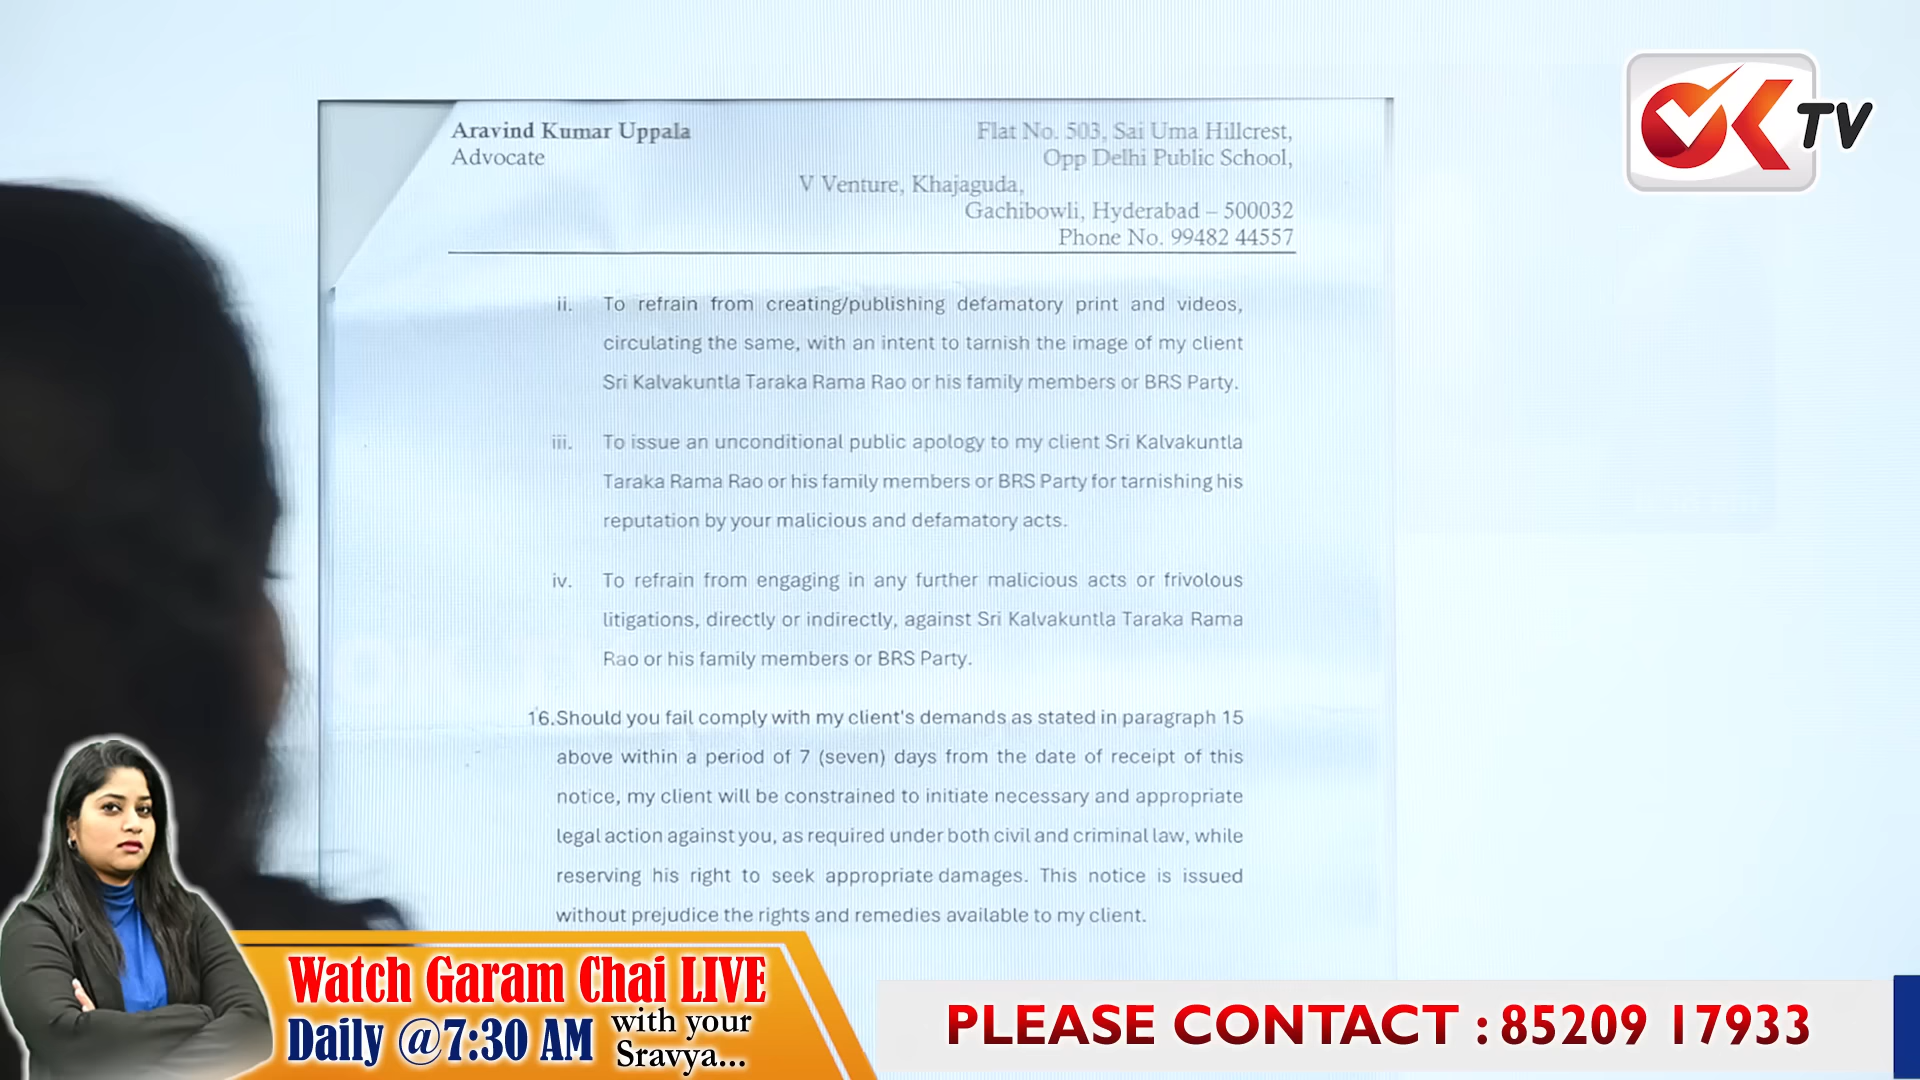 Aravind Kumar Uppala
Advocate
Flat No. 503, Sai Uma Hillcrest,
Opp Delhi Public School,
V Venture, Khajaguda,
Gachibowli, Hyderabad – 500032
Phone No. 99482 44557
OK TV
ii. To refrain from creating/publishing defamatory print and videos,
circulating the same, with an intent to tarnish the image of my client
Sri Kalvakuntla Taraka Rama Rao or his family members or BRS Party.
iii. To issue an unconditional public apology to my client Sri Kalvakuntla
Taraka Rama Rao or his family members or BRS Party for tarnishing his
reputation by your malicious and defamatory acts.
iv. To refrain from engaging in any further malicious acts or frivolous
litigations, directly or indirectly, against Sri Kalvakuntla Taraka Rama
Rao or his family members or BRS Party.
16.Should you fail comply with my client's demands as stated in paragraph 15
above within a period of 7 (seven) days from the date of receipt of this
notice, my client will be constrained to initiate necessary and appropriate
legal action against you, as required under both civil and criminal law, while
reserving his right to seek appropriate damages. This notice is issued
without prejudice the rights and remedies available to my client.
Watch Garam Chai LIVE
Daily @7:30 AM with your
Sravya...
PLEASE CONTACT : 85209 17933